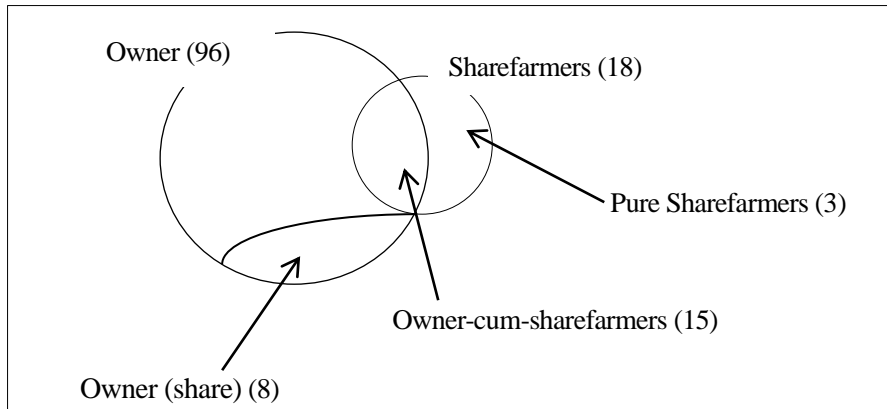 Owner (96)
Sharefarmers (18)
Pure Sharefarmers (3)
Owner-cum-sharefarmers (15)
Owner (share) (8)